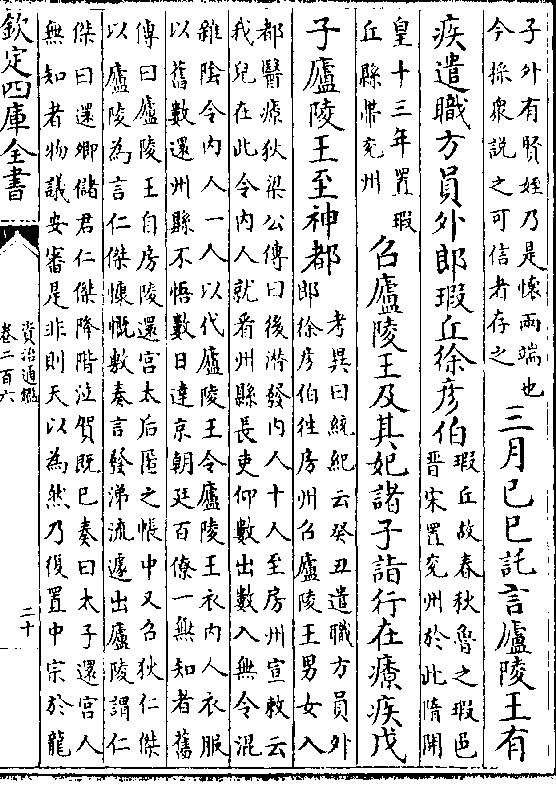 子外有賢姪乃是懷兩端也
今採衆說之可信者存之
三月己巳託言廬陵王有
疾遣職方員外郎瑕丘徐彥伯
瑕丘故春秋魯之瑕邑
晉宋置兖州於此隋開
皇十三年置瑕
丘縣帶兖州
召廬陵王及其妃諸子詣行在療疾戊
子廬陵王至神都
考異曰統紀云癸丑遣職方員外
郎徐彥伯往房州召廬陵王男女入
都醫療狄梁公傳曰後潛發内人十人至房州宣敕云
我兒在此令内人就看州縣長吏仰數出數入無令混
雜陰令内人一人以代廬陵王令廬陵王衣内人衣服
以舊數還州縣不悟數日達京朝廷百僚一無知者舊
傳曰廬陵王自房陵還宫太后匿之帳中又召狄仁傑
以廬陵為言仁傑慷慨敷奏言發涕流遽出廬陵謂仁
傑曰還卿儲君仁傑降階泣賀既已奏曰太子還宫人
無知者物議安審是非則天以為然乃復置中宗於龍
欽定四庫全書
資治通鑑
卷二百六
二十